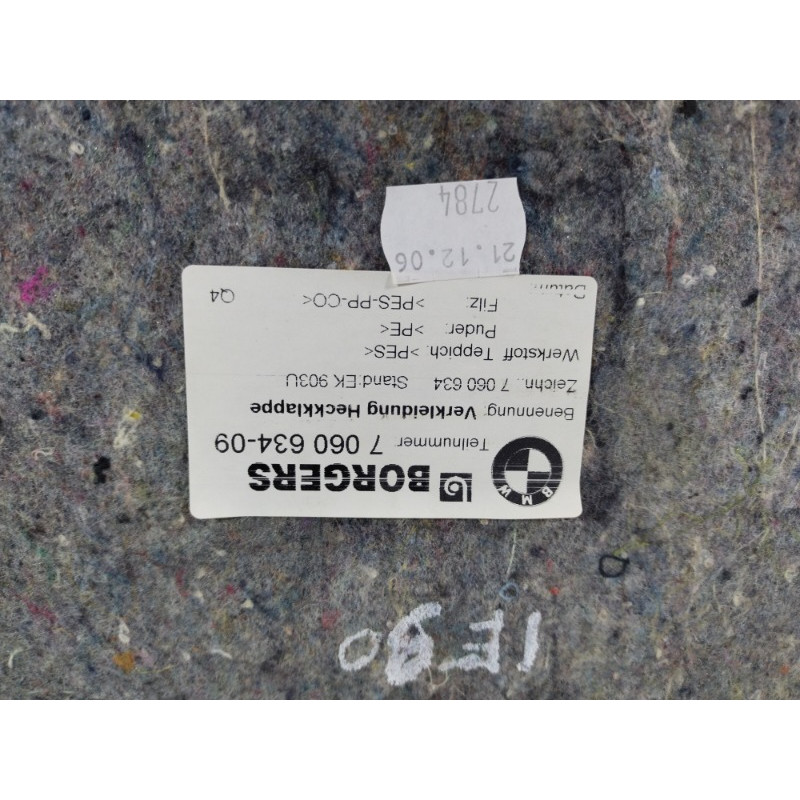 BMW
BORGERS
Teilnummer 7 060 634-09
Benennung: Verkleidung Heckklappe
Zeichn.: 7 060 634 Stand:EK 903U
Werkstoff Teppich: >PES<
Puder: >PE<
Filz: >PES-PP-CO<
Datum: Q4
21.12.06
2784
1E90